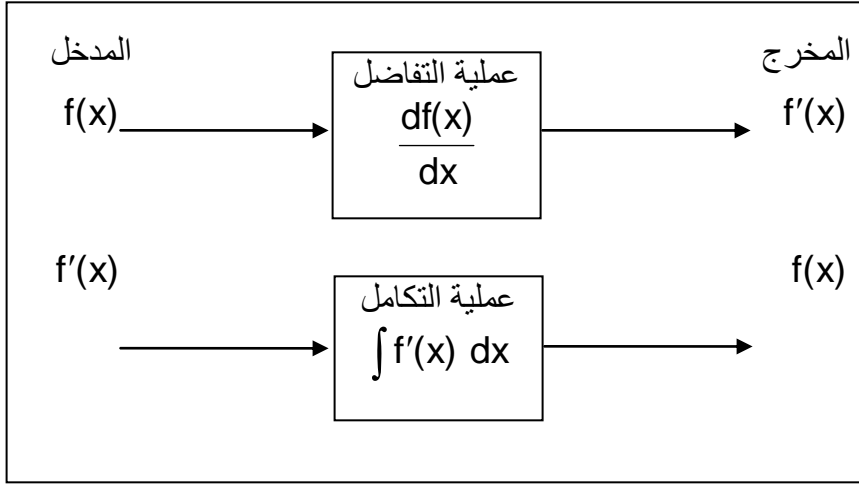 المدخل
المخرج
عملية التفاضل
f(x)
df(x)
dx
f′(x)
f′(x)
عملية التكامل
∫ f′(x) dx
f(x)